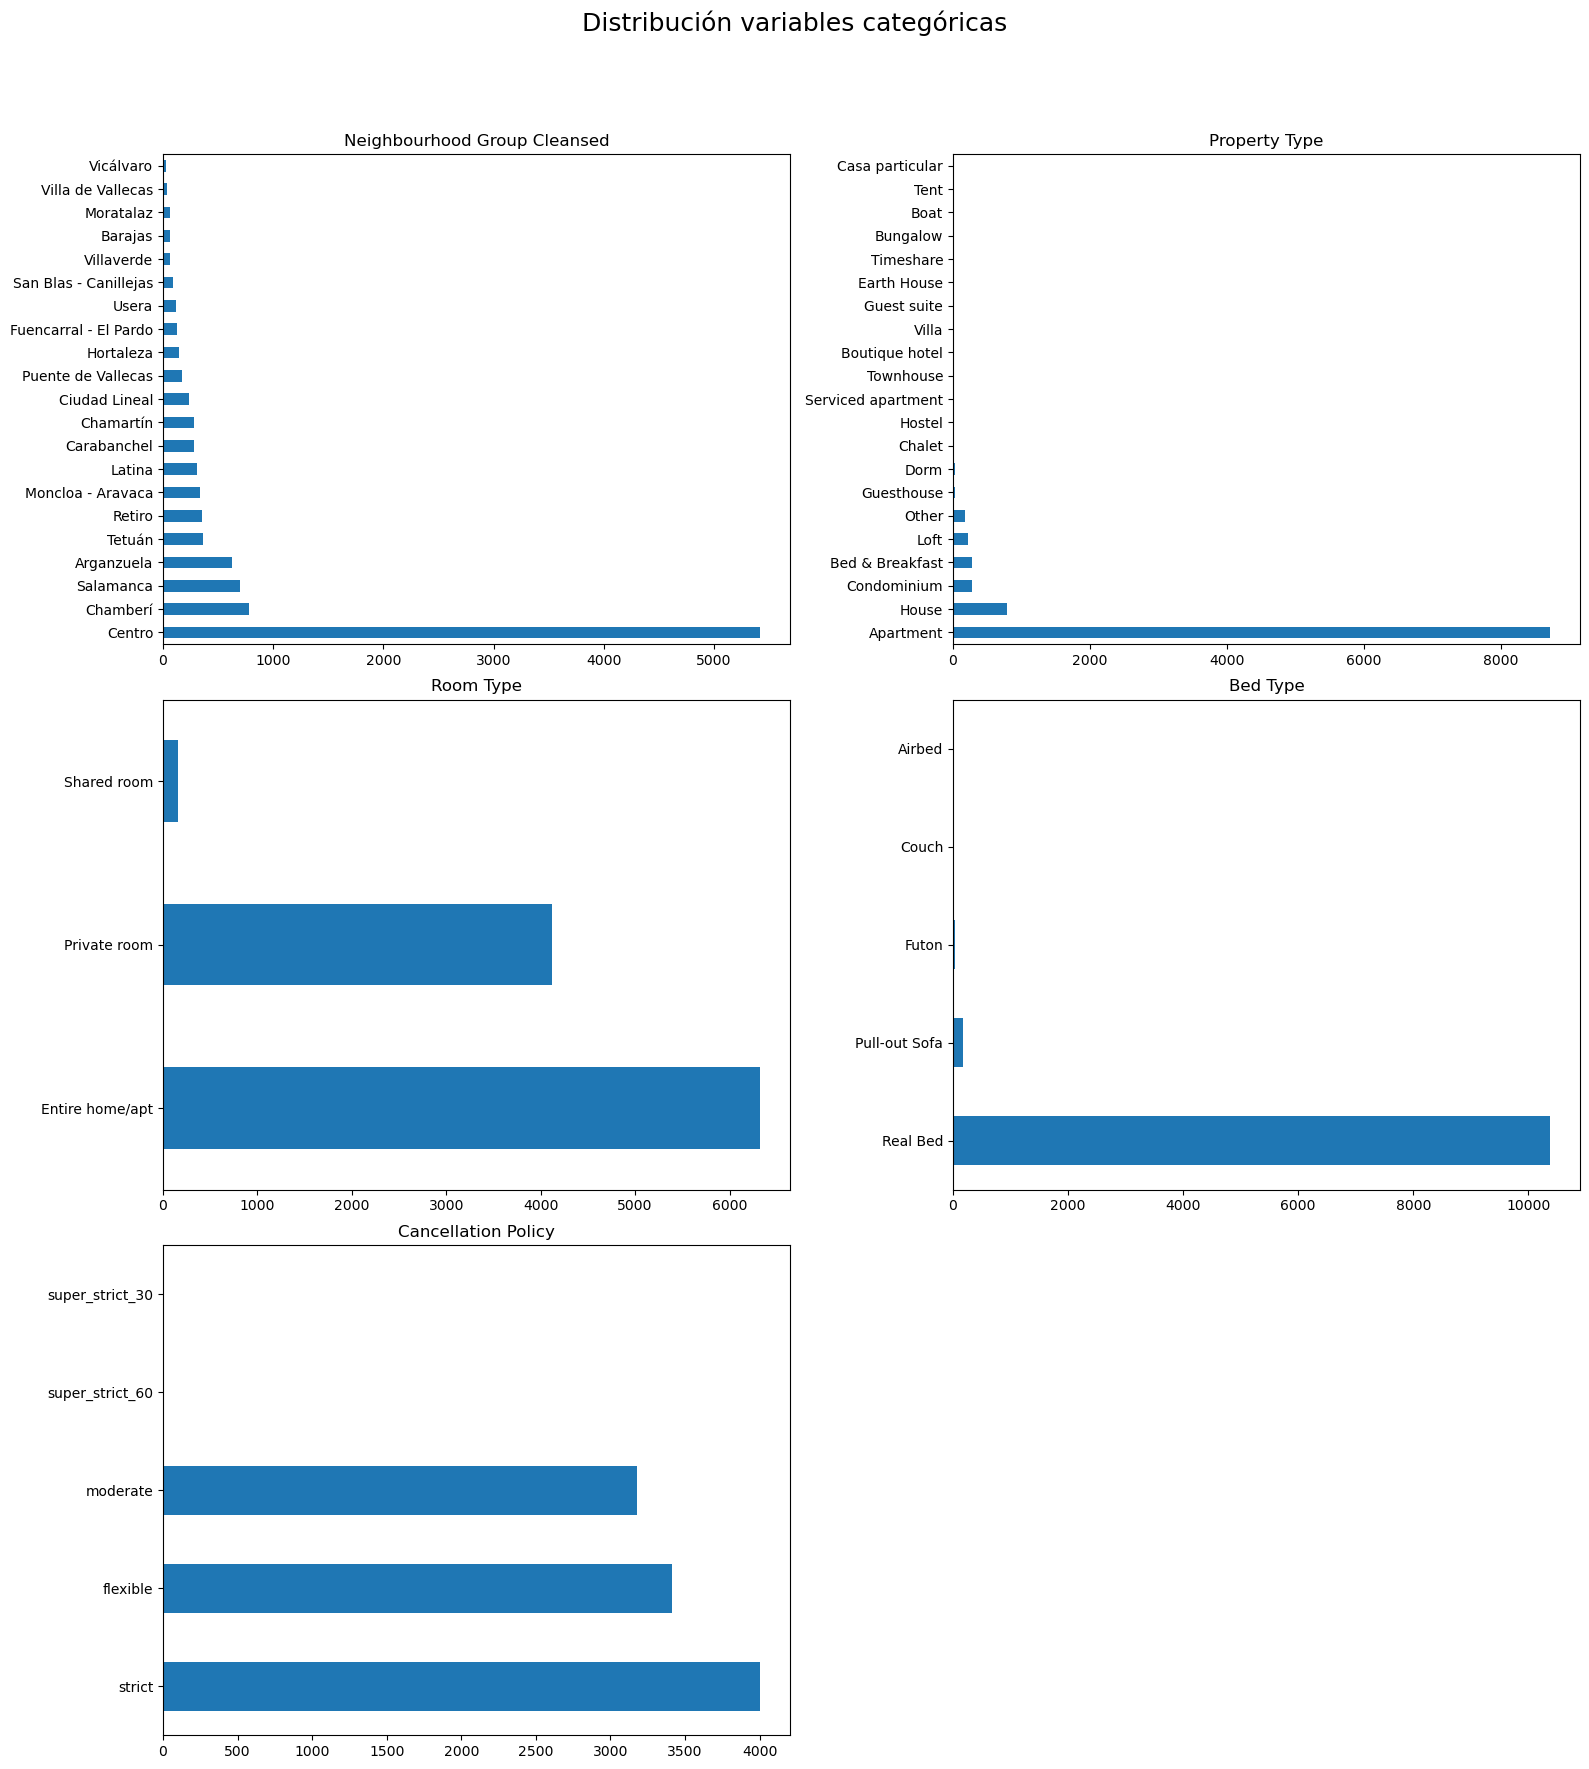 Distribución variables categóricas
Neighbourhood Group Cleansed
Vicálvaro
Villa de Vallecas
Moratalaz
Barajas
Villaverde
San Blas - Canillejas
Usera
Fuencarral - El Pardo
Hortaleza
Puente de Vallecas
Ciudad Lineal
Chamartín
Carabanchel
Latina
Moncloa - Aravaca
Retiro
Tetuán
Arganzuela
Salamanca
Chamberí
Centro
0 1000 2000 3000 4000 5000
Property Type
Casa particular
Tent
Boat
Bungalow
Timeshare
Earth House
Guest suite
Villa
Boutique hotel
Townhouse
Serviced apartment
Hostel
Chalet
Dorm
Guesthouse
Other
Loft
Bed & Breakfast
Condominium
House
Apartment
0 2000 4000 6000 8000
Room Type
Shared room
Private room
Entire home/apt
0 1000 2000 3000 4000 5000 6000
Bed Type
Airbed
Couch
Futon
Pull-out Sofa
Real Bed
0 2000 4000 6000 8000 10000
Cancellation Policy
super_strict_30
super_strict_60
moderate
flexible
strict
0 500 1000 1500 2000 2500 3000 3500 4000